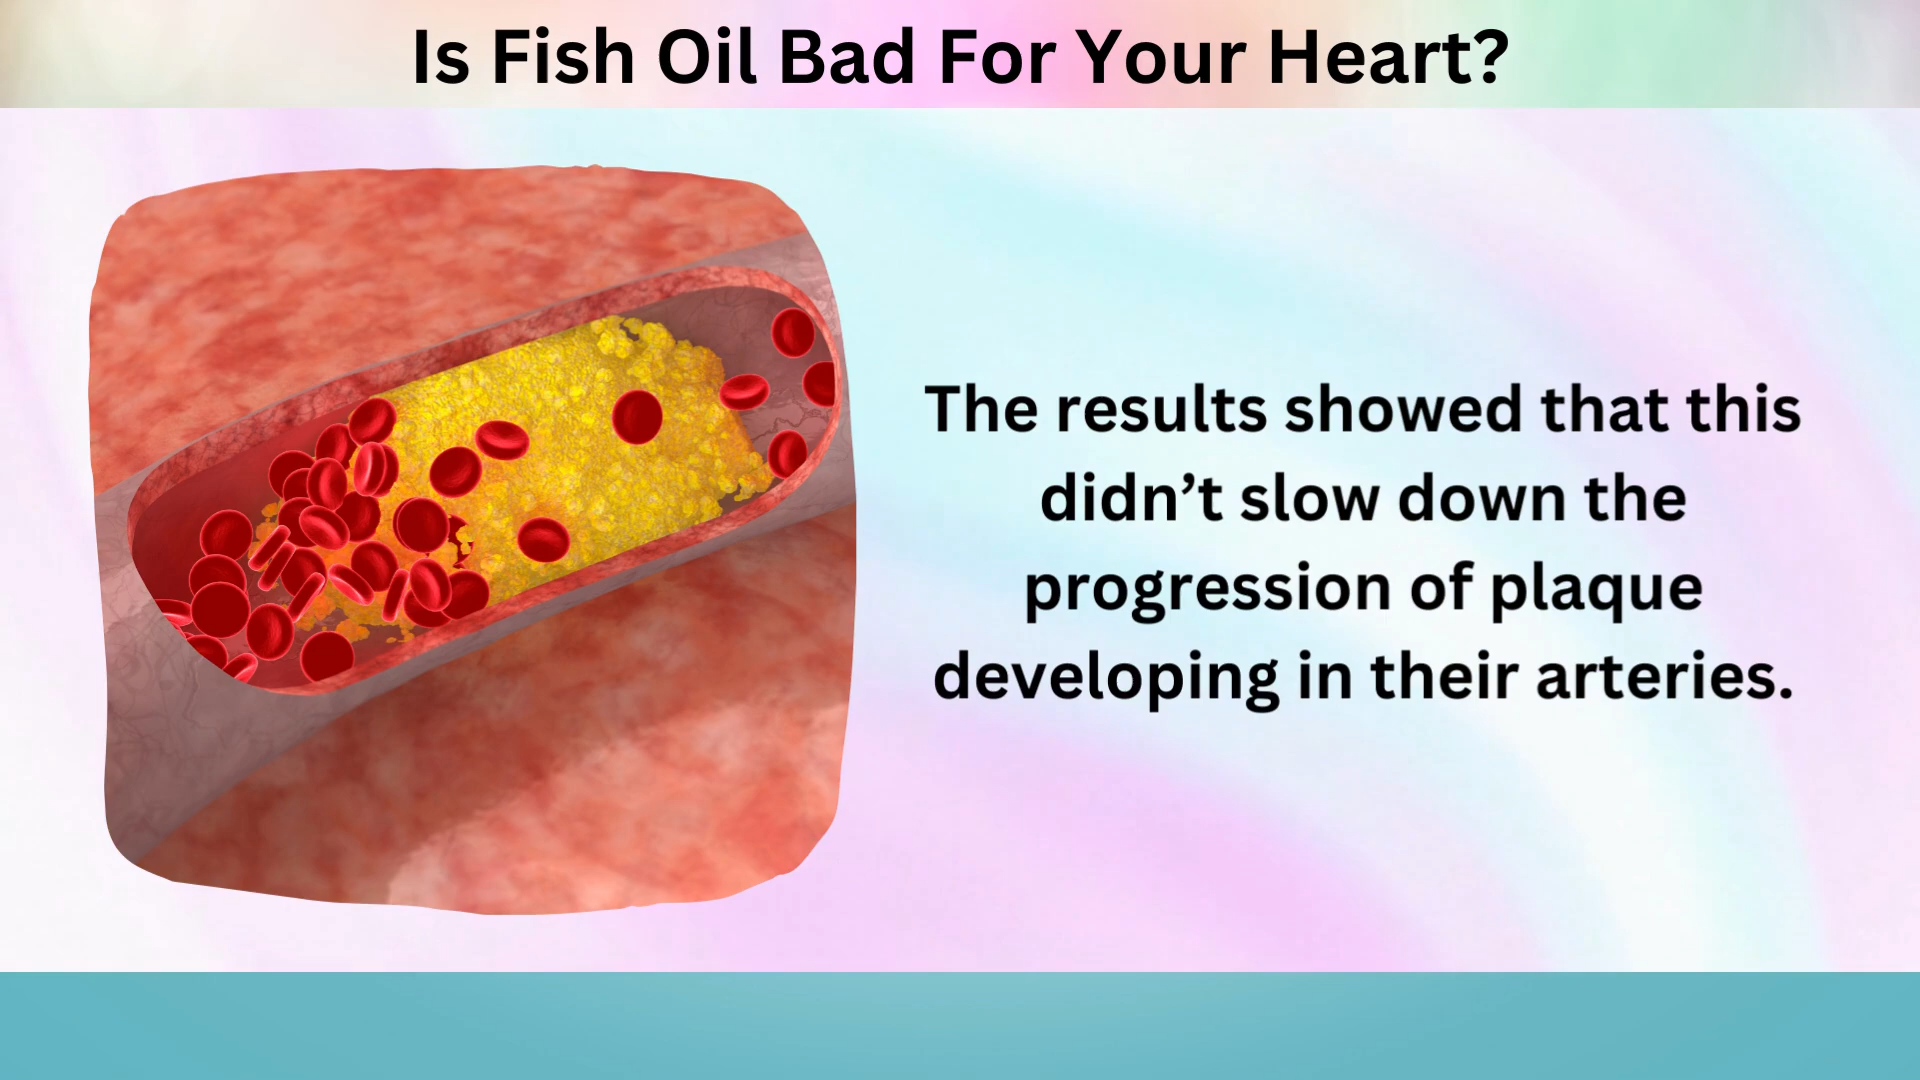 Is Fish Oil Bad For Your Heart?
The results showed that this
didn’t slow down the
progression of plaque
developing in their arteries.